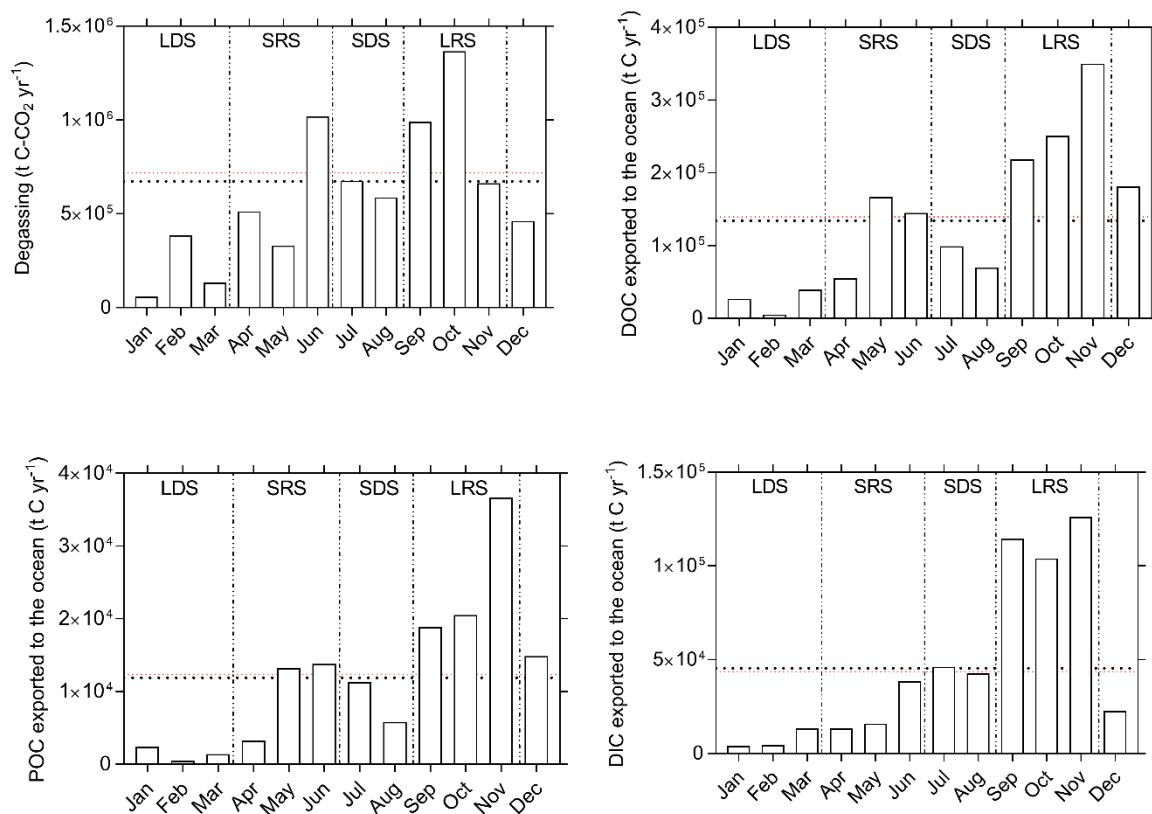 Degassing (t C-CO₂ yr⁻¹)
1.5×10⁶
1×10⁶
5×10⁵
0
LDS SRS SDS LRS
Jan Feb Mar Apr May Jun Jul Aug Sep Oct Nov Dec
DOC exported to the ocean (t C yr⁻¹)
4×10⁵
3×10⁵
2×10⁵
1×10⁵
0
LDS SRS SDS LRS
Jan Feb Mar Apr May Jun Jul Aug Sep Oct Nov Dec
POC exported to the ocean (t C yr⁻¹)
4×10⁴
3×10⁴
2×10⁴
1×10⁴
0
LDS SRS SDS LRS
Jan Feb Mar Apr May Jun Jul Aug Sep Oct Nov Dec
DIC exported to the ocean (t C yr⁻¹)
1.5×10⁵
1×10⁵
5×10⁴
0
LDS SRS SDS LRS
Jan Feb Mar Apr May Jun Jul Aug Sep Oct Nov Dec